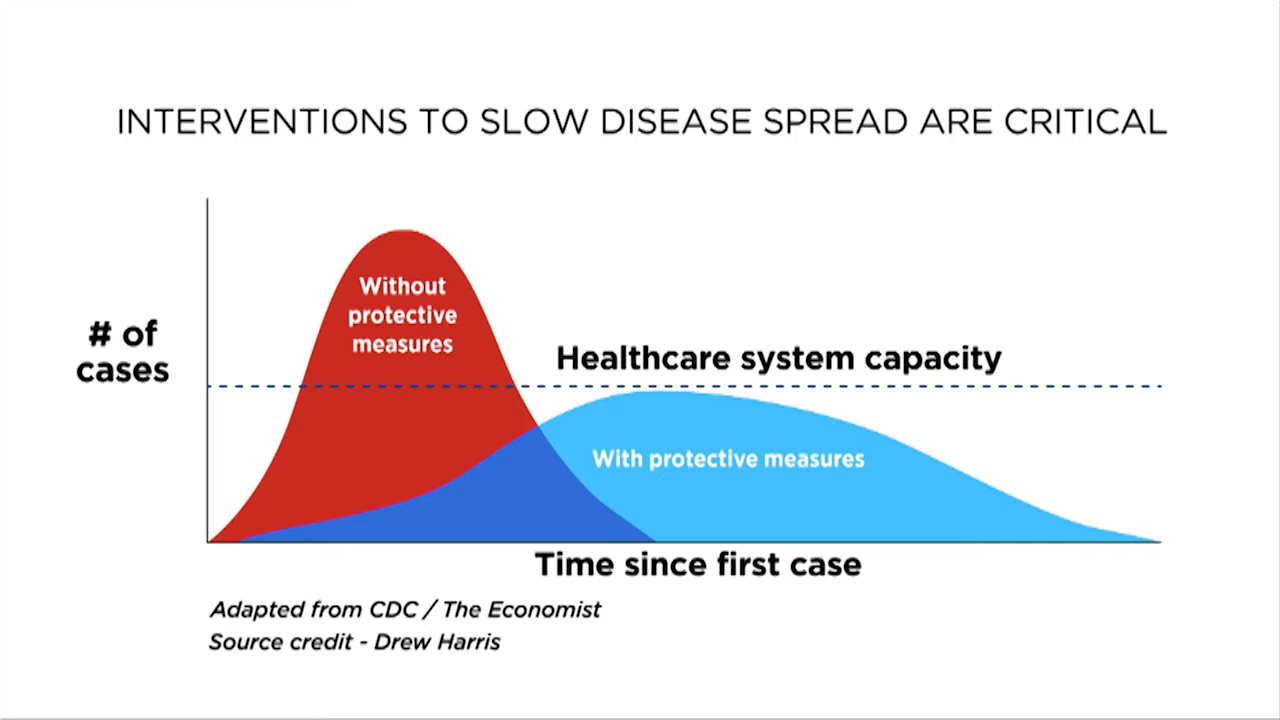 INTERVENTIONS TO SLOW DISEASE SPREAD ARE CRITICAL
Without
protective
measures
# of
cases
Healthcare system capacity
With protective measures
Time since first case
Adapted from CDC / The Economist
Source credit - Drew Harris